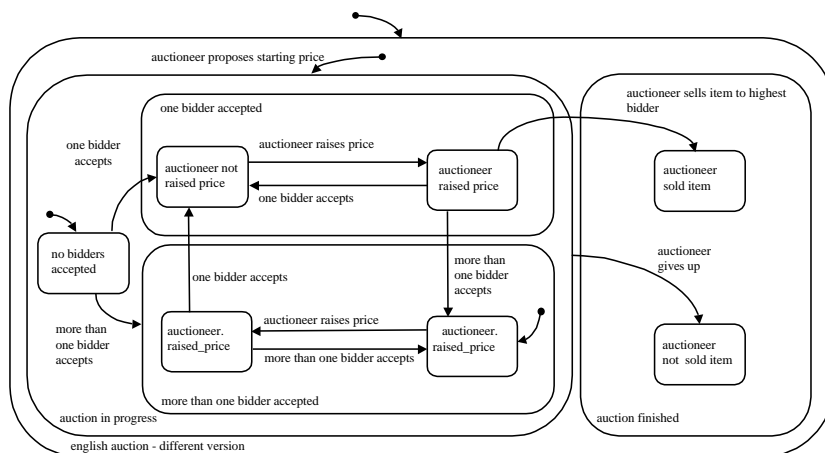 auctioneer proposes starting price
auctioneer sells item to highest
bidder
one bidder accepted
one bidder
accepts
auctioneer raises price
auctioneer not
raised price
auctioneer
raised price
auctioneer
sold item
one bidder accepts
no bidders
accepted
one bidder accepts
more than
one bidder
accepts
auctioneer
gives up
more than
one bidder
accepts
auctioneer.
raised_price
auctioneer raises price
auctioneer.
raised_price
more than one bidder accepts
auctioneer
not sold item
more than one bidder accepted
auction in progress
auction finished
english auction - different version